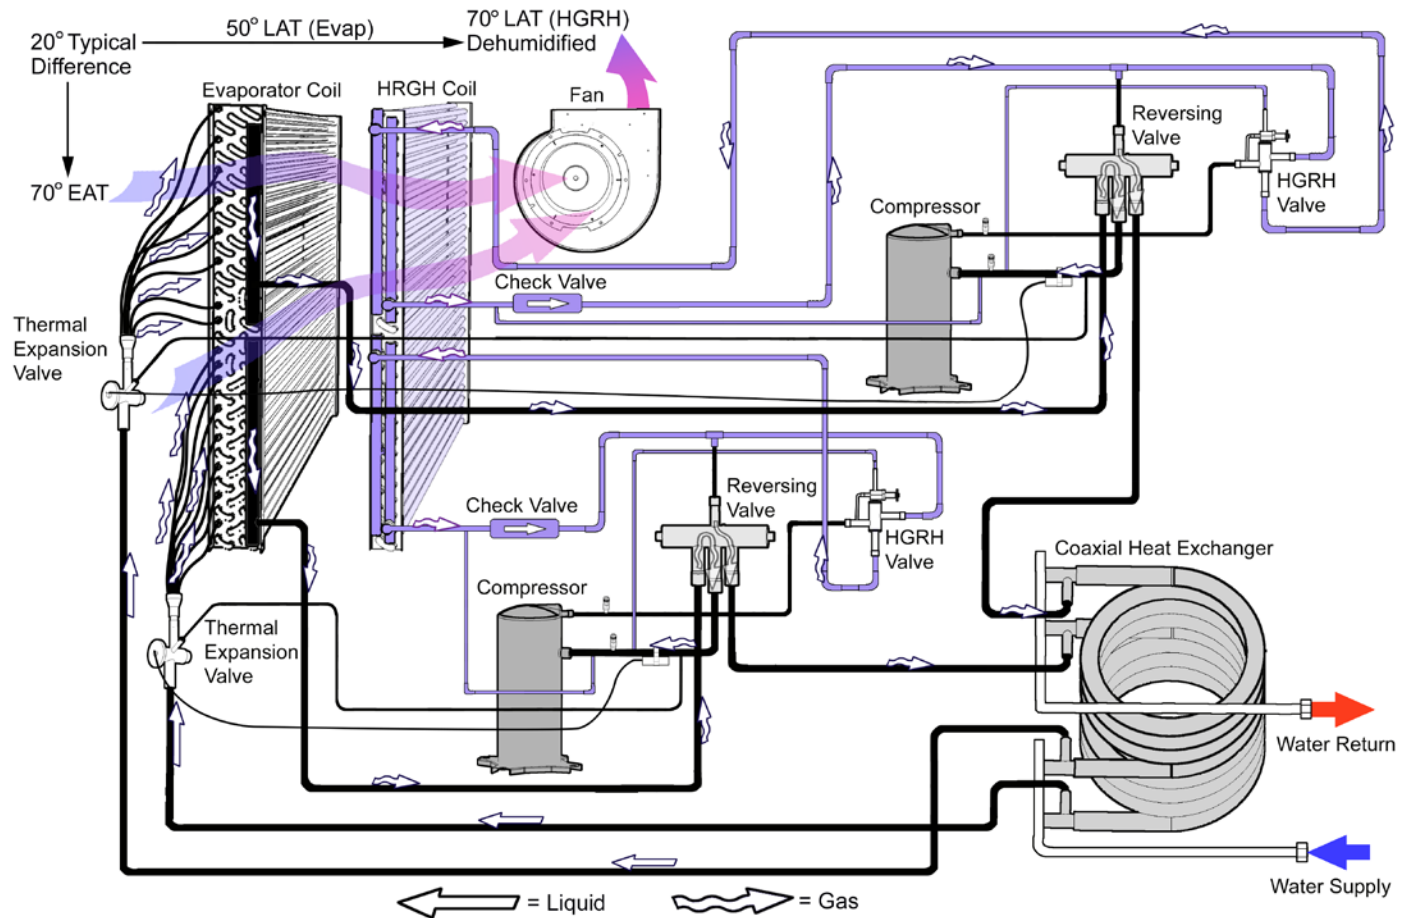 70° LAT (HGRH)
Dehumidified
50° LAT (Evap)
20° Typical
Difference
Evaporator Coil
HRGH Coil
Fan
Reversing
Valve
70° EAT
HGRH
Valve
Compressor
Check Valve
Thermal
Expansion
Valve
Reversing
Valve
Check Valve
HGRH
Valve
Coaxial Heat Exchanger
Compressor
Thermal
Expansion
Valve
Water Return
Water Supply
= Liquid
= Gas